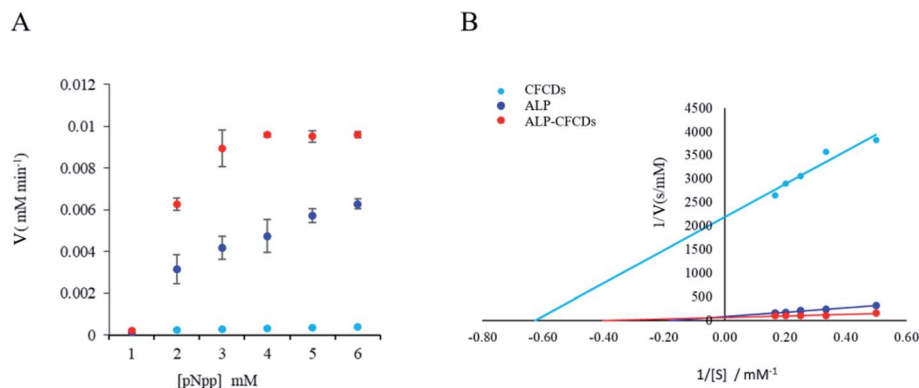 A
B
0.012
0.01
0.008
0.006
0.004
0.002
0
V( mM min-1)
1 2 3 4 5 6
[pNpp] mM
CFCDs
ALP
ALP-CFCDs
4500
4000
3500
3000
2500
2000
1500
1000
500
0
1/V(s/mM)
-0.80 -0.60 -0.40 -0.20 0.00 0.20 0.40 0.60
1/[S] / mM-1